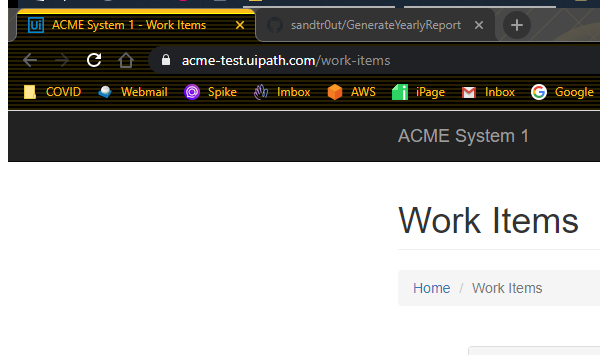 ACME System 1 - Work Items
sandtr0ut/GenerateYearlyReport
acme-test.uipath.com/work-items
COVID Webmail Spike Imbox AWS iPage Inbox Google
ACME System 1
Work Items
Home / Work Items